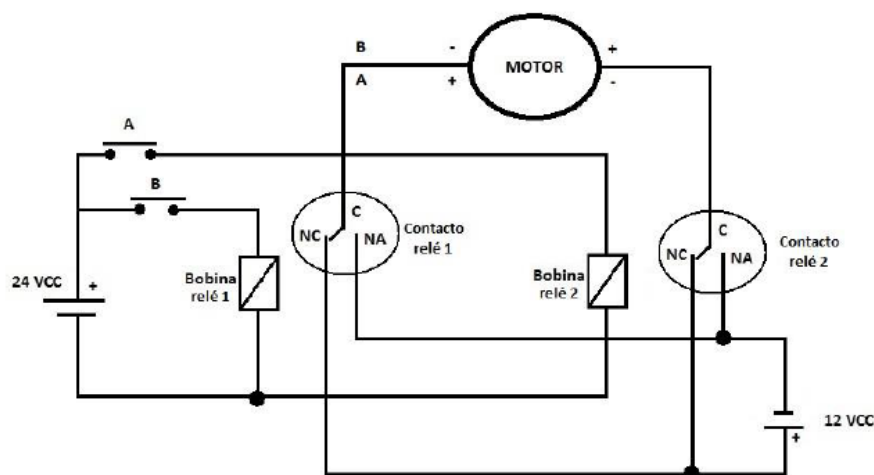 B
-
+
MOTOR
A
+
-
A
B
C
NC
NA
Contacto
relé 1
C
NC
NA
Contacto
relé 2
24 VCC
+
Bobina
relé 1
Bobina
relé 2
12 VCC
+